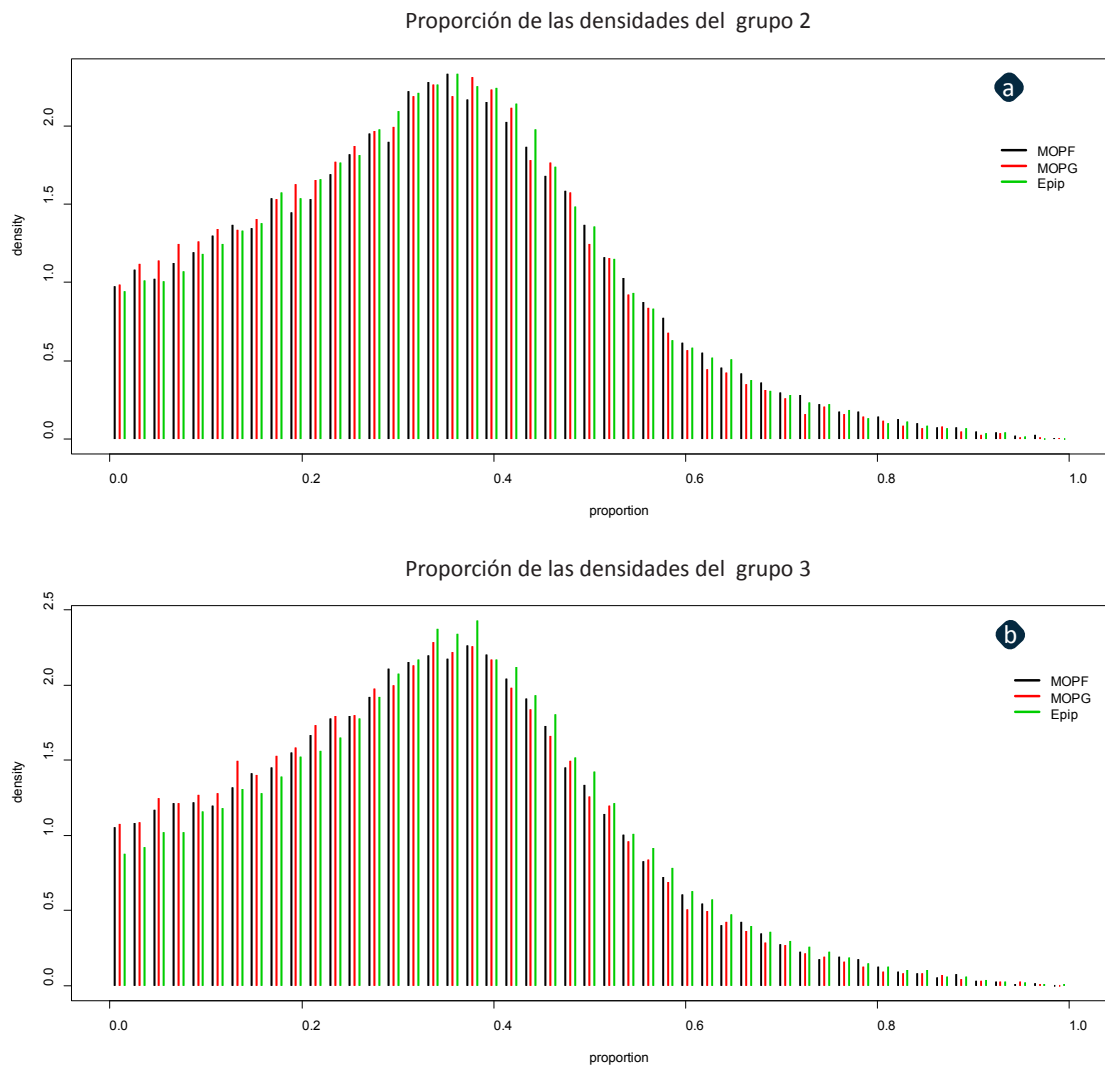 Proporción de las densidades del grupo 2
a
MOPF
MOPG
Epip
density
2.0
1.5
1.0
0.5
0.0
0.0 0.2 0.4 0.6 0.8 1.0
proportion
Proporción de las densidades del grupo 3
b
MOPF
MOPG
Epip
density
2.5
2.0
1.5
1.0
0.5
0.0
0.0 0.2 0.4 0.6 0.8 1.0
proportion